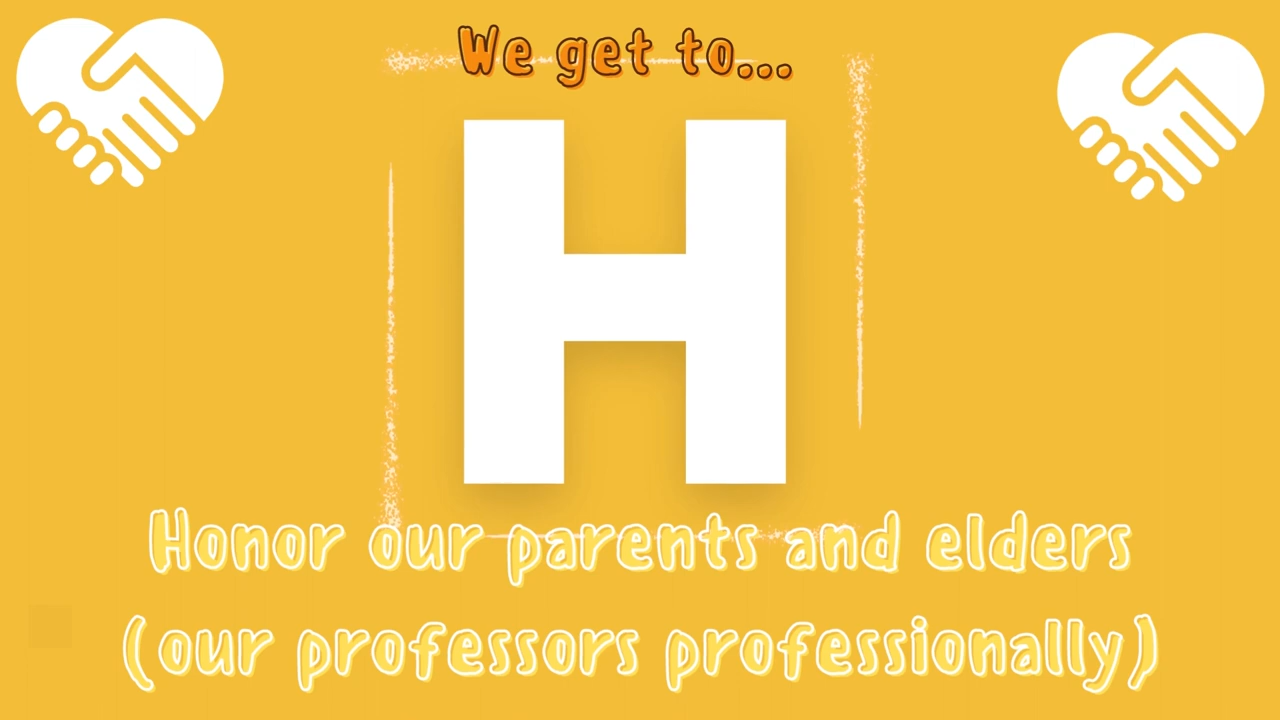 We get to...
H
Honor our parents and elders
(our professors professionally)